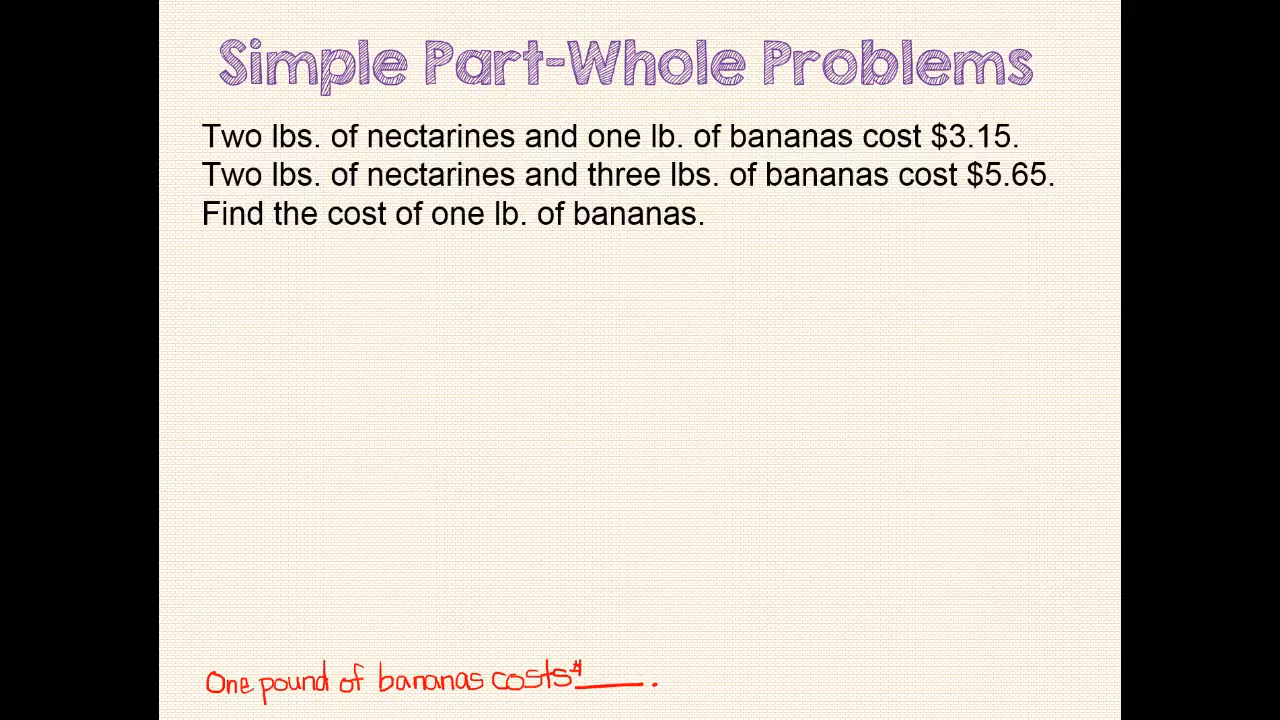 Simple Part-Whole Problems
Two lbs. of nectarines and one lb. of bananas cost $3.15.
Two lbs. of nectarines and three lbs. of bananas cost $5.65.
Find the cost of one lb. of bananas.
One pound of bananas costs $____.